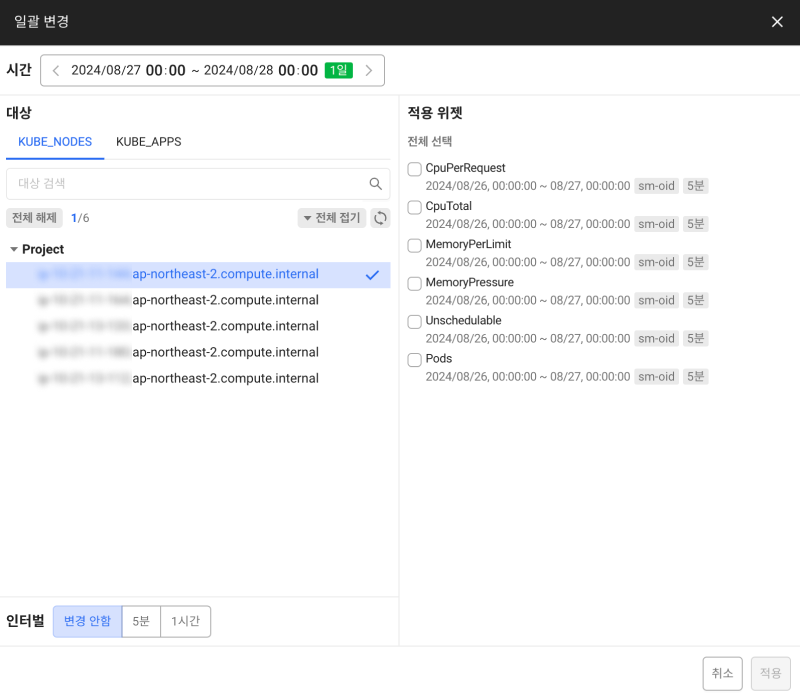 일괄 변경
시간 2024/08/27 00:00 ~ 2024/08/28 00:00 1일
대상
KUBE_NODES KUBE_APPS
대상 검색
전체 해제 1/6 전체 접기
Project
ap-northeast-2.compute.internal
ap-northeast-2.compute.internal
ap-northeast-2.compute.internal
ap-northeast-2.compute.internal
ap-northeast-2.compute.internal
인터벌 변경 안함 5분 1시간
적용 위젯
전체 선택
CpuPerRequest
2024/08/26, 00:00:00 ~ 08/27, 00:00:00 sm-oid 5분
CpuTotal
2024/08/26, 00:00:00 ~ 08/27, 00:00:00 sm-oid 5분
MemoryPerLimit
2024/08/26, 00:00:00 ~ 08/27, 00:00:00 sm-oid 5분
MemoryPressure
2024/08/26, 00:00:00 ~ 08/27, 00:00:00 sm-oid 5분
Unschedulable
2024/08/26, 00:00:00 ~ 08/27, 00:00:00 sm-oid 5분
Pods
2024/08/26, 00:00:00 ~ 08/27, 00:00:00 sm-oid 5분
취소 적용